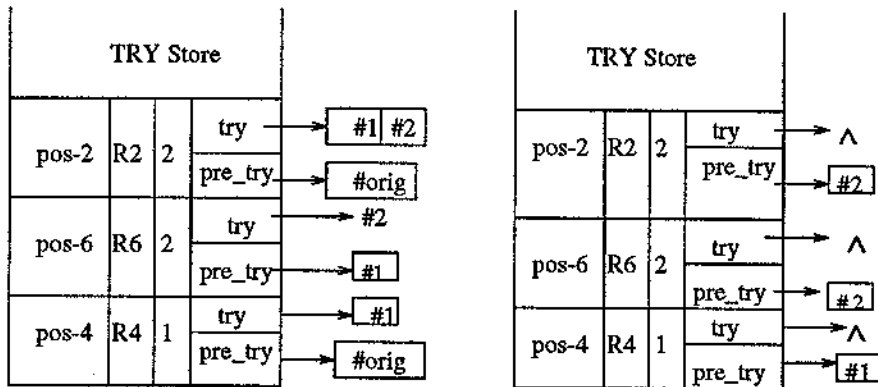 TRY Store
pos-2 R2 2 try #1 #2
pre_try #orig
pos-6 R6 2 try #2
pre_try #1
pos-4 R4 1 try #1
pre_try #orig
TRY Store
pos-2 R2 2 try ^
pre_try #2
pos-6 R6 2 try ^
pre_try #2
pos-4 R4 1 try ^
pre_try #1